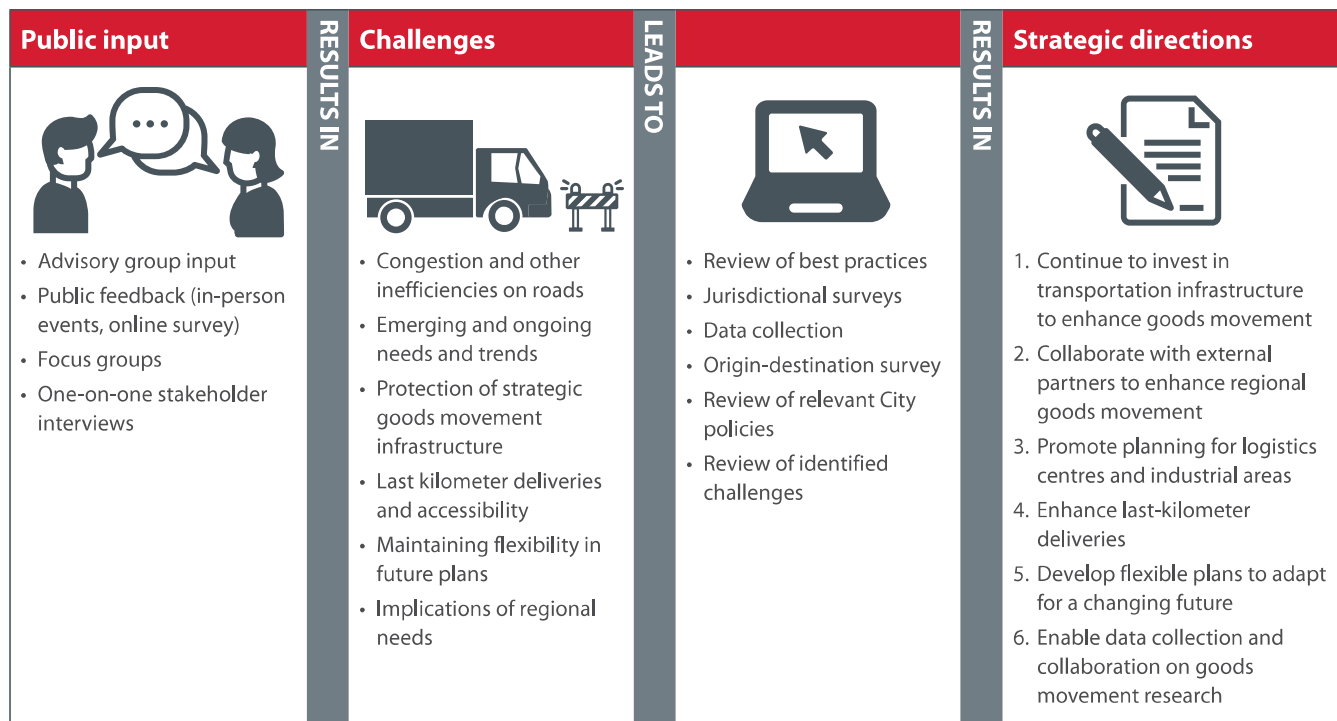 Public input
• Advisory group input
• Public feedback (in-person
events, online survey)
• Focus groups
• One-on-one stakeholder
interviews
RESULTS IN
Challenges
• Congestion and other
inefficiencies on roads
• Emerging and ongoing
needs and trends
• Protection of strategic
goods movement
infrastructure
• Last kilometer deliveries
and accessibility
• Maintaining flexibility in
future plans
• Implications of regional
needs
LEADS TO
• Review of best practices
• Jurisdictional surveys
• Data collection
• Origin-destination survey
• Review of relevant City
policies
• Review of identified
challenges
RESULTS IN
Strategic directions
1. Continue to invest in
transportation infrastructure
to enhance goods movement
2. Collaborate with external
partners to enhance regional
goods movement
3. Promote planning for logistics
centres and industrial areas
4. Enhance last-kilometer
deliveries
5. Develop flexible plans to adapt
for a changing future
6. Enable data collection and
collaboration on goods
movement research